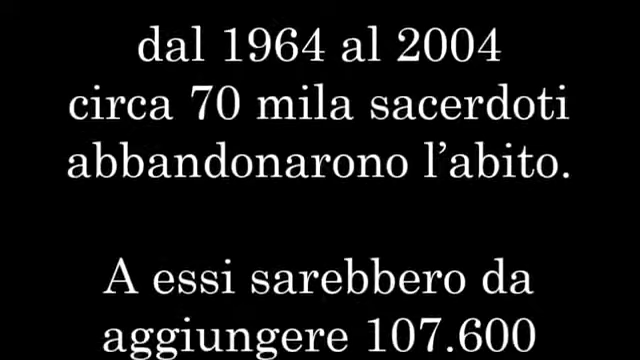 dal 1964 al 2004
circa 70 mila sacerdoti
abbandonarono l’abito.
A essi sarebbero da
aggiungere 107.600